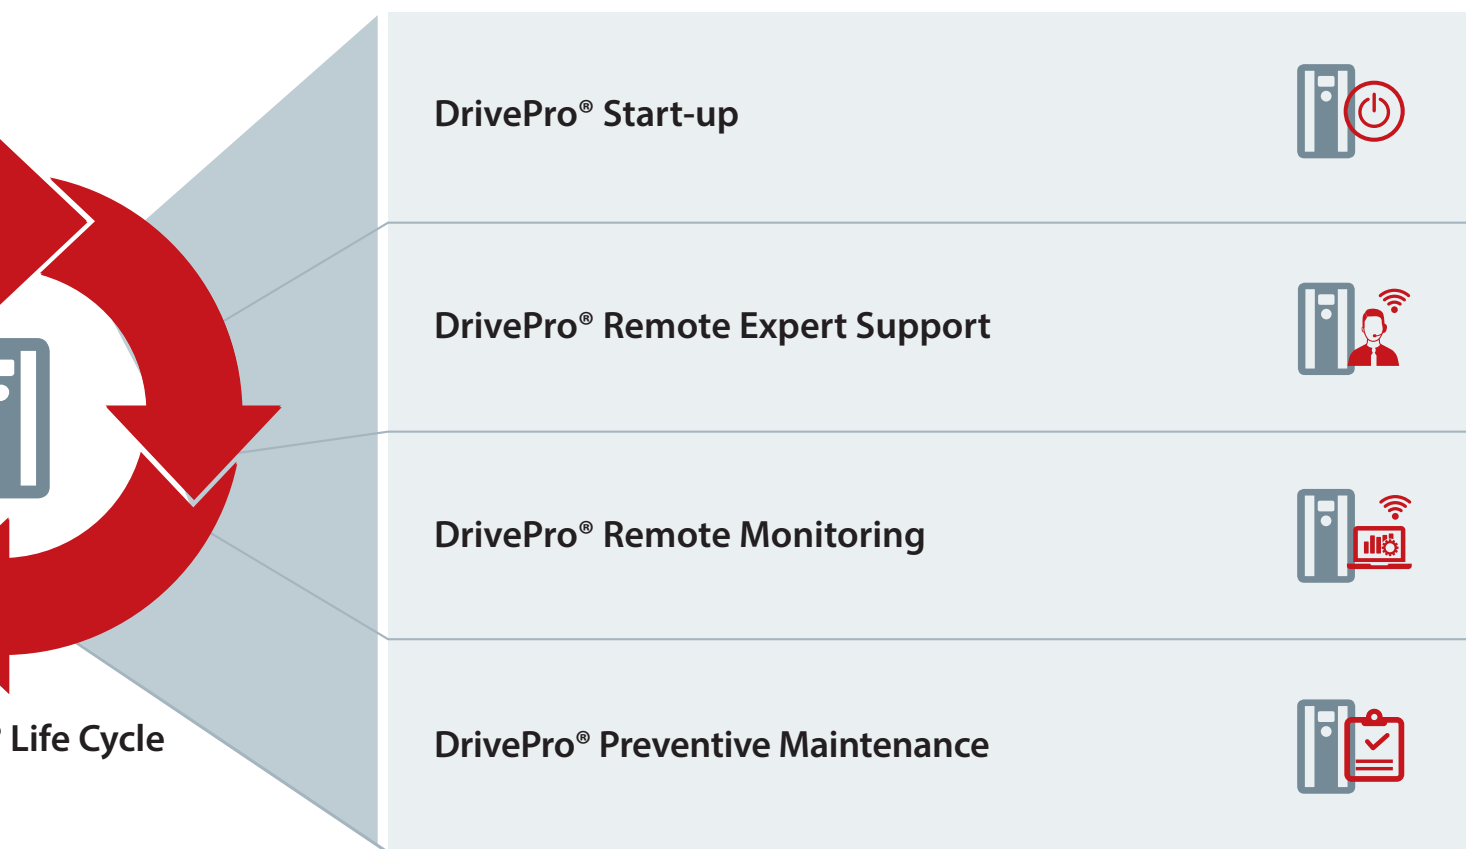 DrivePro® Start-up
DrivePro® Remote Expert Support
DrivePro® Remote Monitoring
DrivePro® Preventive Maintenance
® Life Cycle